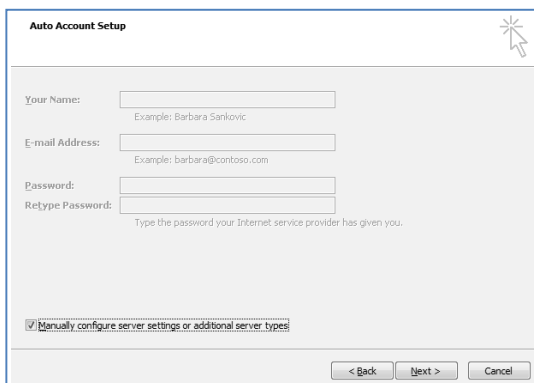 Auto Account Setup
Your Name:
Example: Barbara Sankovic
E-mail Address:
Example: barbara@contoso.com
Password:
Retype Password:
Type the password your Internet service provider has given you.
Manually configure server settings or additional server types
< Back Next > Cancel